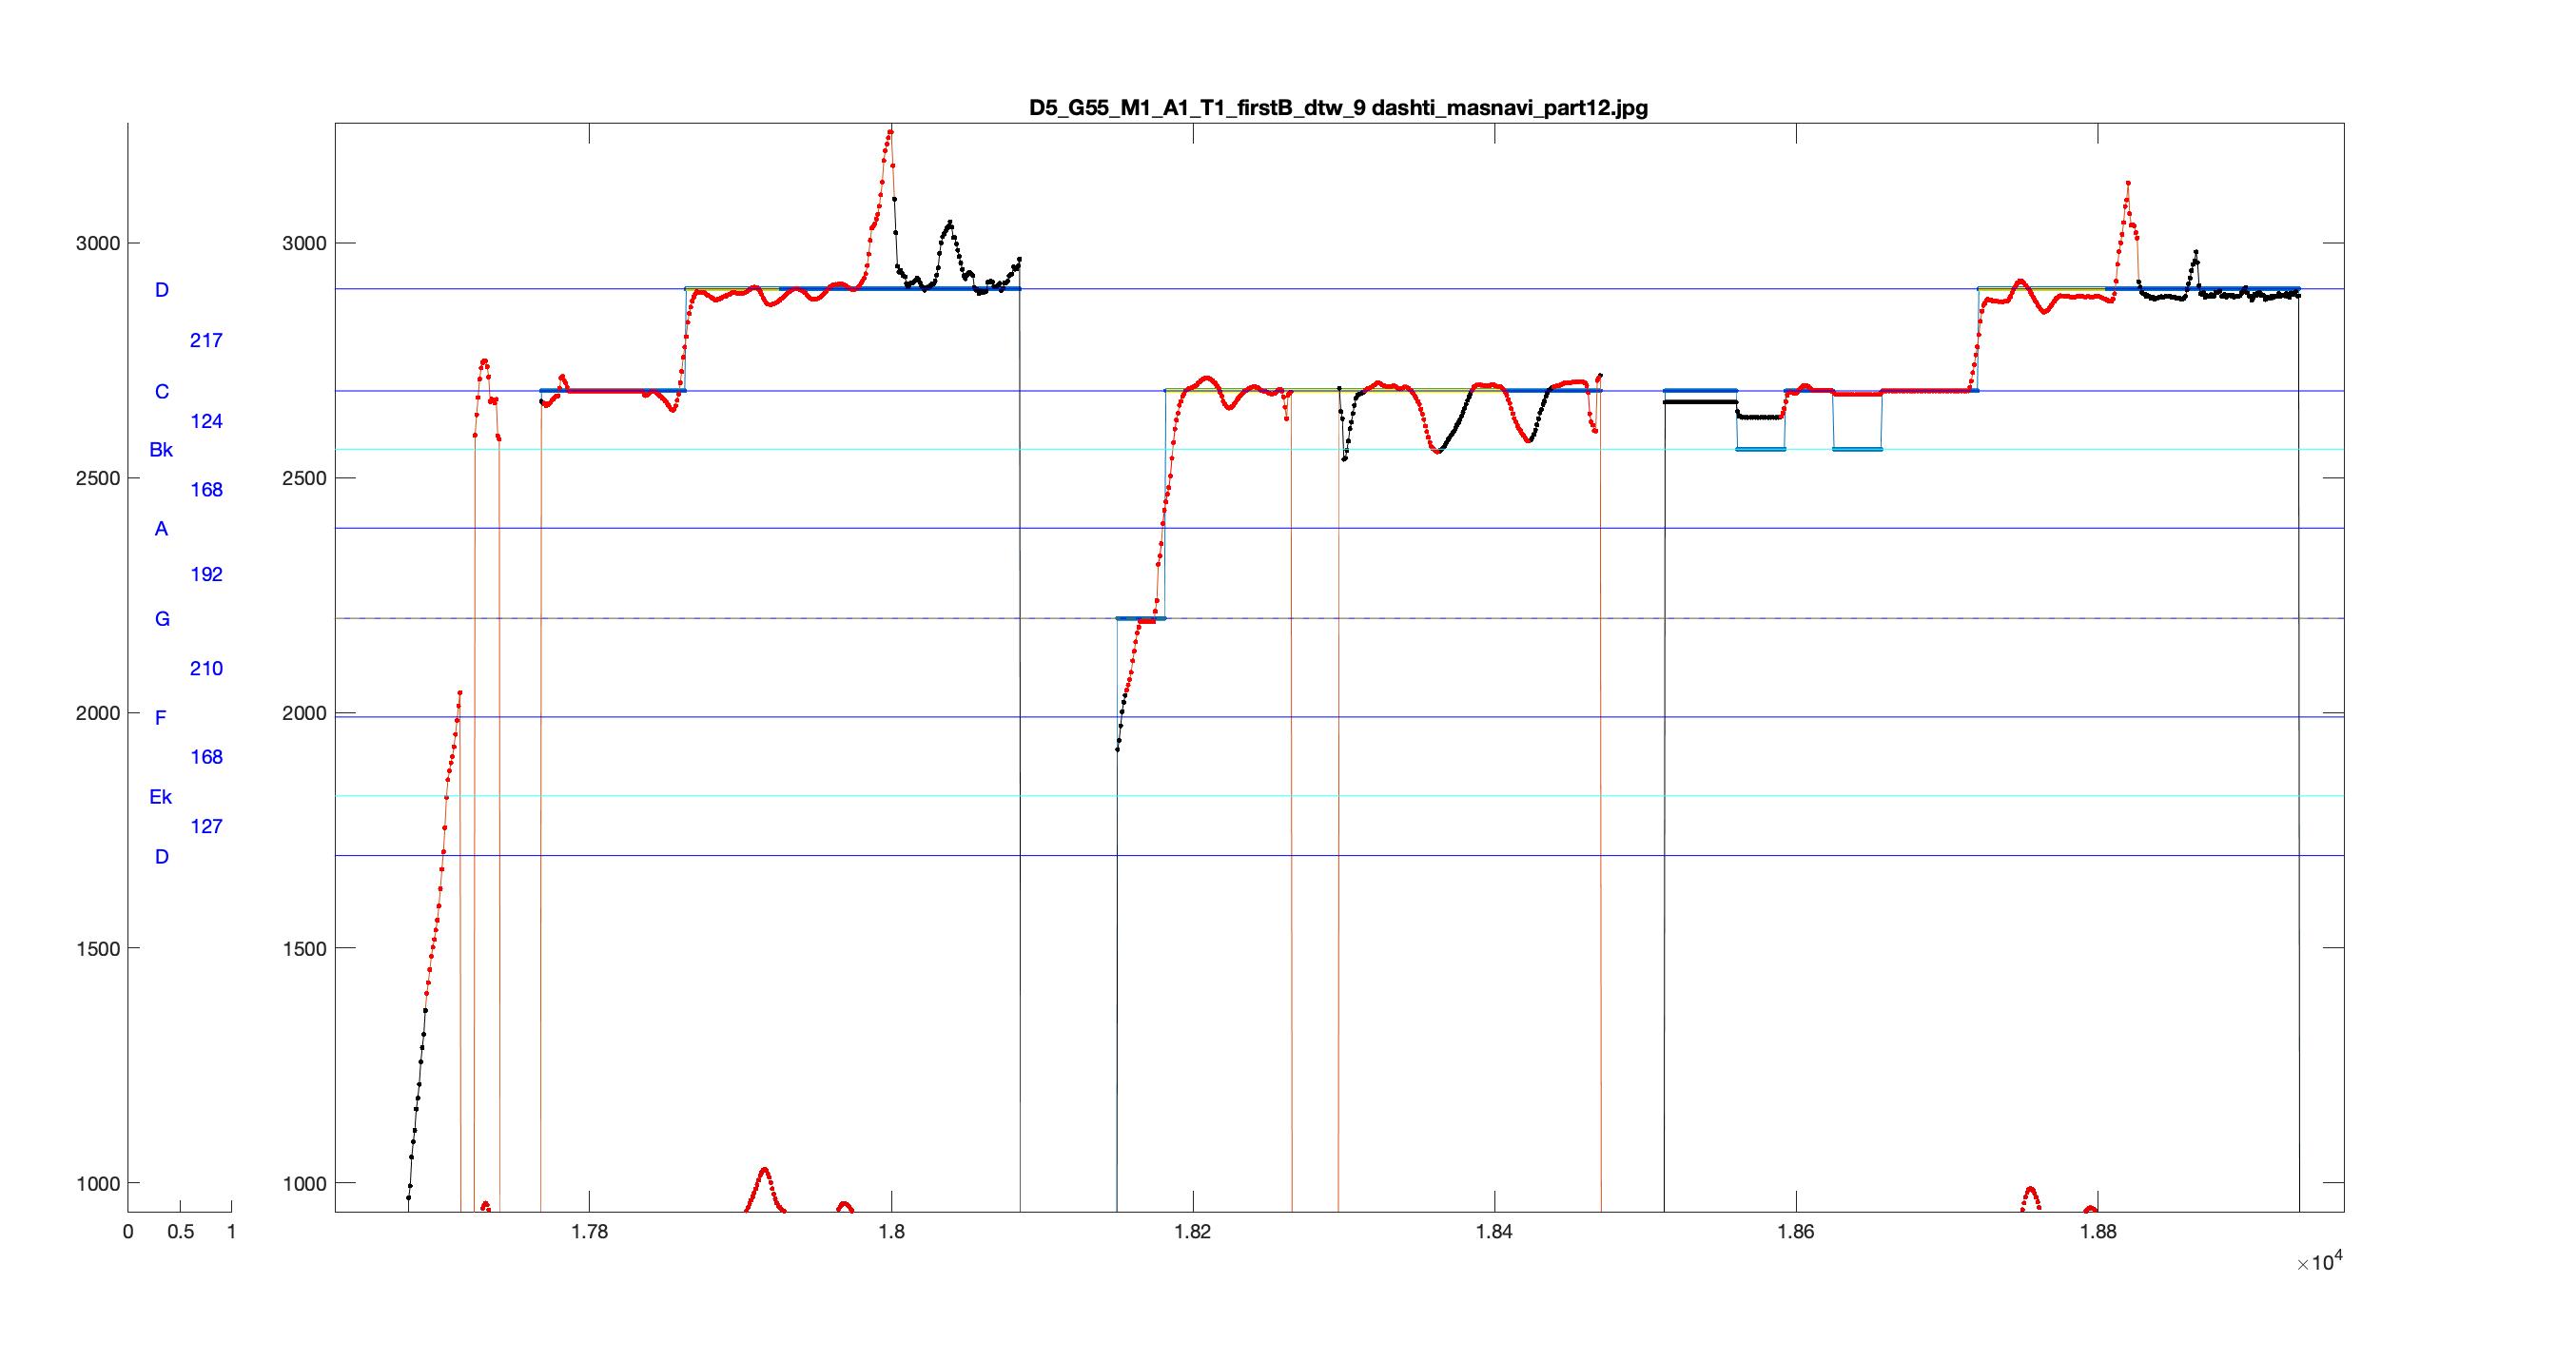 D5_G55_M1_A1_T1_firstB_dtw_9 dashti_masnavi_part12.jpg
3000
3000
D
217
C
124
Bk
2500
168
2500
A
192
G
210
2000
F
2000
168
Ek
127
D
1500
1500
1000
1000
0 0.5 1
1.78 1.8 1.82 1.84 1.86 1.88
×10^4